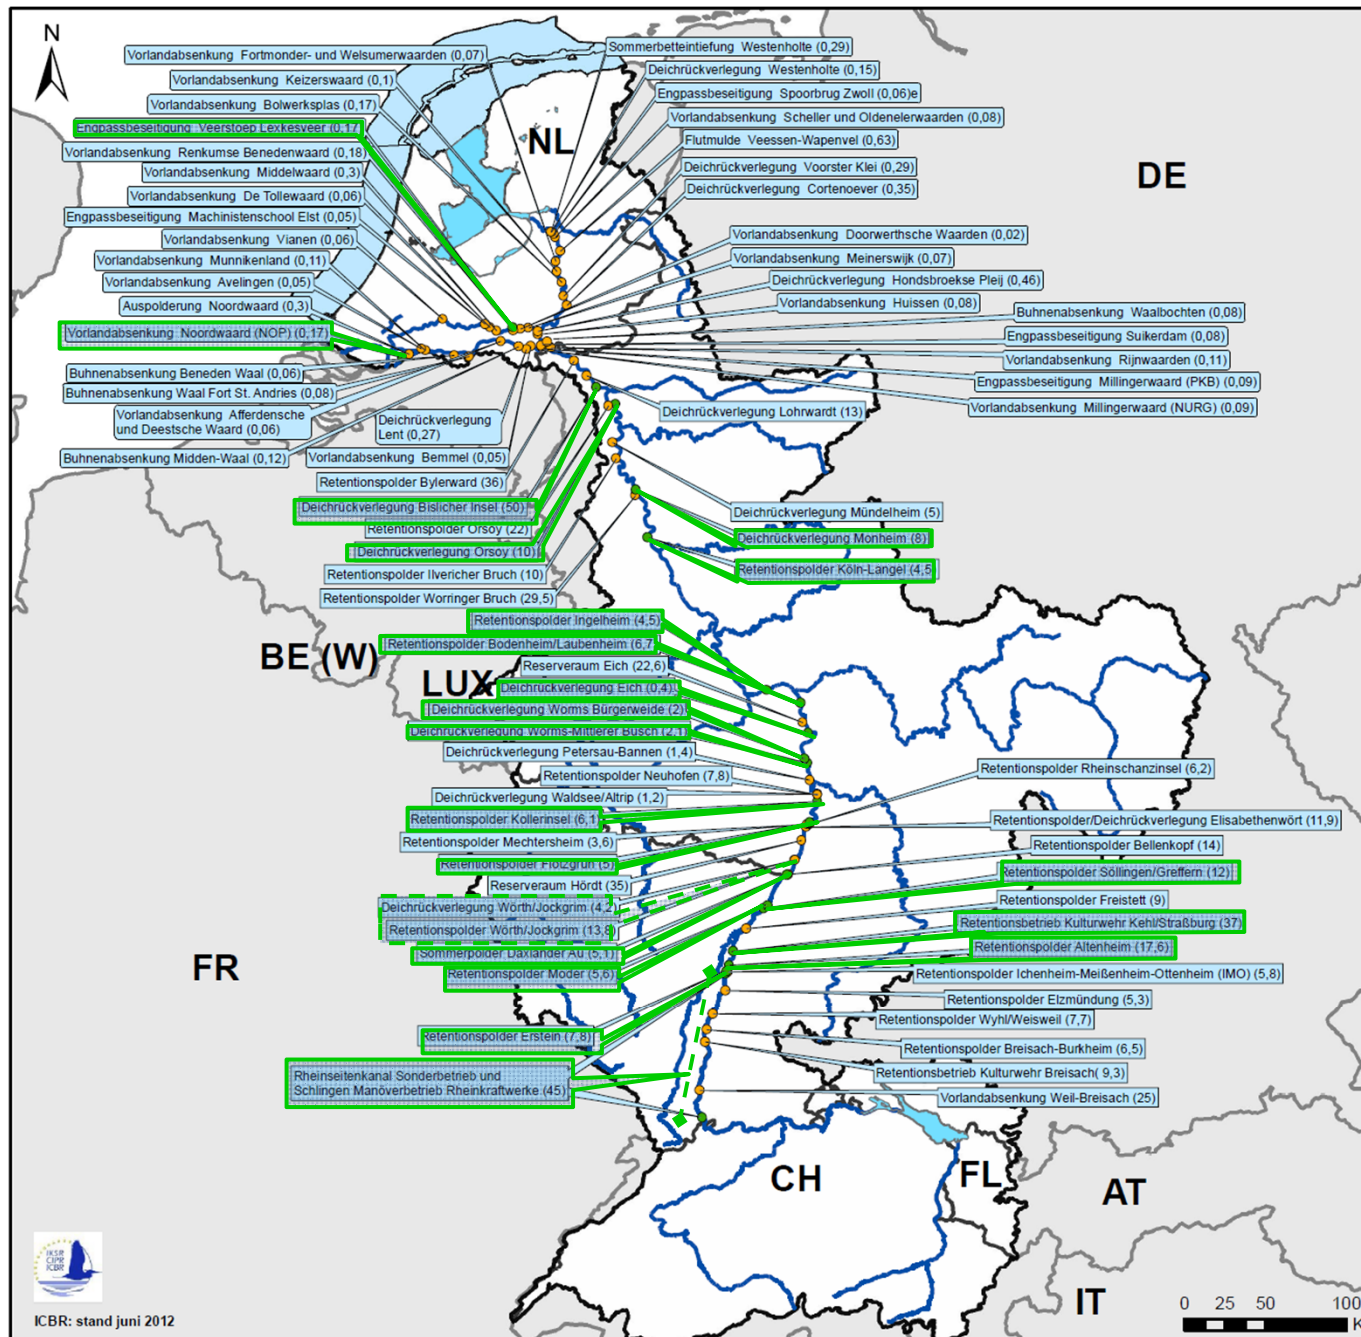 N
Vorlandabsenkung Fortmonder- und Welsumerwaarden (0,07)
Vorlandabsenkung Keizerswaard (0,1)
Vorlandabsenkung Bolwerksplas (0,17)
Engpassbeseitigung Veerstoep Lexkesveer (0,17
Vorlandabsenkung Renkumse Benedenwaard (0,18)
Vorlandabsenkung Middelwaard (0,3)
Vorlandabsenkung De Tollewaard (0,06)
Engpassbeseitigung Machinistenschool Elst (0,05)
Vorlandabsenkung Vianen (0,06)
Vorlandabsenkung Munnikenland (0,11)
Vorlandabsenkung Avelingen (0,05)
Auspolderung Noordwaard (0,3)
Vorlandabsenkung Noordwaard (NOP) (0,17)
Buhnenabsenkung Beneden Waal (0,06)
Buhnenabsenkung Waal Fort St. Andries (0,08)
Vorlandabsenkung Afferdensche
und Deestsche Waard (0,06)
Deichrückverlegung
Lent (0,27)
Buhnenabsenkung Midden-Waal (0,12)
Vorlandabsenkung Bemmel (0,05)
Retentionspolder Bylerward (36)
Deichrückverlegung Bislicher Insel (50)
Retentionspolder Orsoy (22)
Deichrückverlegung Orsoy (10)
Retentionspolder Ilvericher Bruch (10)
Retentionspolder Worringer Bruch (29,5)
Sommerbetteintiefung Westenholte (0,29)
Deichrückverlegung Westenholte (0,15)
Engpassbeseitigung Spoorbrug Zwoll (0,06)e
Vorlandabsenkung Scheller und Oldenelerwaarden (0,08)
Flutmulde Veessen-Wapenvel (0,63)
Deichrückverlegung Voorster Klei (0,29)
Deichrückverlegung Cortenoever (0,35)
Vorlandabsenkung Doorwerthsche Waarden (0,02)
Vorlandabsenkung Meinerswijk (0,07)
Deichrückverlegung Hondsbroekse Pleij (0,46)
Vorlandabsenkung Huissen (0,08)
Buhnenabsenkung Waalbochten (0,08)
Engpassbeseitigung Suikerdam (0,08)
Vorlandabsenkung Rijnwaarden (0,11)
Engpassbeseitigung Millingerwaard (PKB) (0,09)
Vorlandabsenkung Millingerwaard (NURG) (0,09)
Deichrückverlegung Lohrwardt (13)
Deichrückverlegung Mündelheim (5)
Deichrückverlegung Monheim (8)
Retentionspolder Köln-Langel (4,5
NL
DE
BE (W)
LUX
Retentionspolder Ingelheim (4,5)
Retentionspolder Bodenheim/Laubenheim (6,7
Reserveraum Eich (22,6)
Deichrückverlegung Eich (0,4)
Deichrückverlegung Worms Bürgerweide (2)
Deichrückverlegung Worms-Mittlerer Busch (2,1)
Deichrückverlegung Petersau-Bannen (1,4)
Retentionspolder Neuhofen (7,8)
Deichrückverlegung Waldsee/Altrip (1,2)
Retentionspolder Kollerinsel (6,1)
Retentionspolder Mechtersheim (3,6)
Retentionspolder Flotzgrün (5)
Reserveraum Hördt (35)
Deichrückverlegung Wörth/Jockgrim (4,2)
Retentionspolder Wörth/Jockgrim (13,8)
Sommerpolder Daxlander Au (5,1)
Retentionspolder Moder (5,6)
Retentionspolder Erstein (7,8)
Rheinseitenkanal Sonderbetrieb und
Schlingen Manöverbetrieb Rheinkraftwerke (45)
Retentionspolder Rheinschanzinsel (6,2)
Retentionspolder/Deichrückverlegung Elisabethenwört (11,9)
Retentionspolder Bellenkopf (14)
Retentionspolder Söllingen/Greffern (12)
Retentionspolder Freistett (9)
Retentionsbetrieb Kulturwehr Kehl/Straßburg (37)
Retentionspolder Altenheim (17,6)
Retentionspolder Ichenheim-Meißenheim-Ottenheim (IMO) (5,8)
Retentionspolder Elzmündung (5,3)
Retentionspolder Wyhl/Weisweil (7,7)
Retentionspolder Breisach-Burkheim (6,5)
Retentionsbetrieb Kulturwehr Breisach( 9,3)
Vorlandabsenkung Weil-Breisach (25)
FR
CH
FL
AT
IT
IKSR
CIPR
ICBR
ICBR: stand juni 2012
0 25 50 100
K